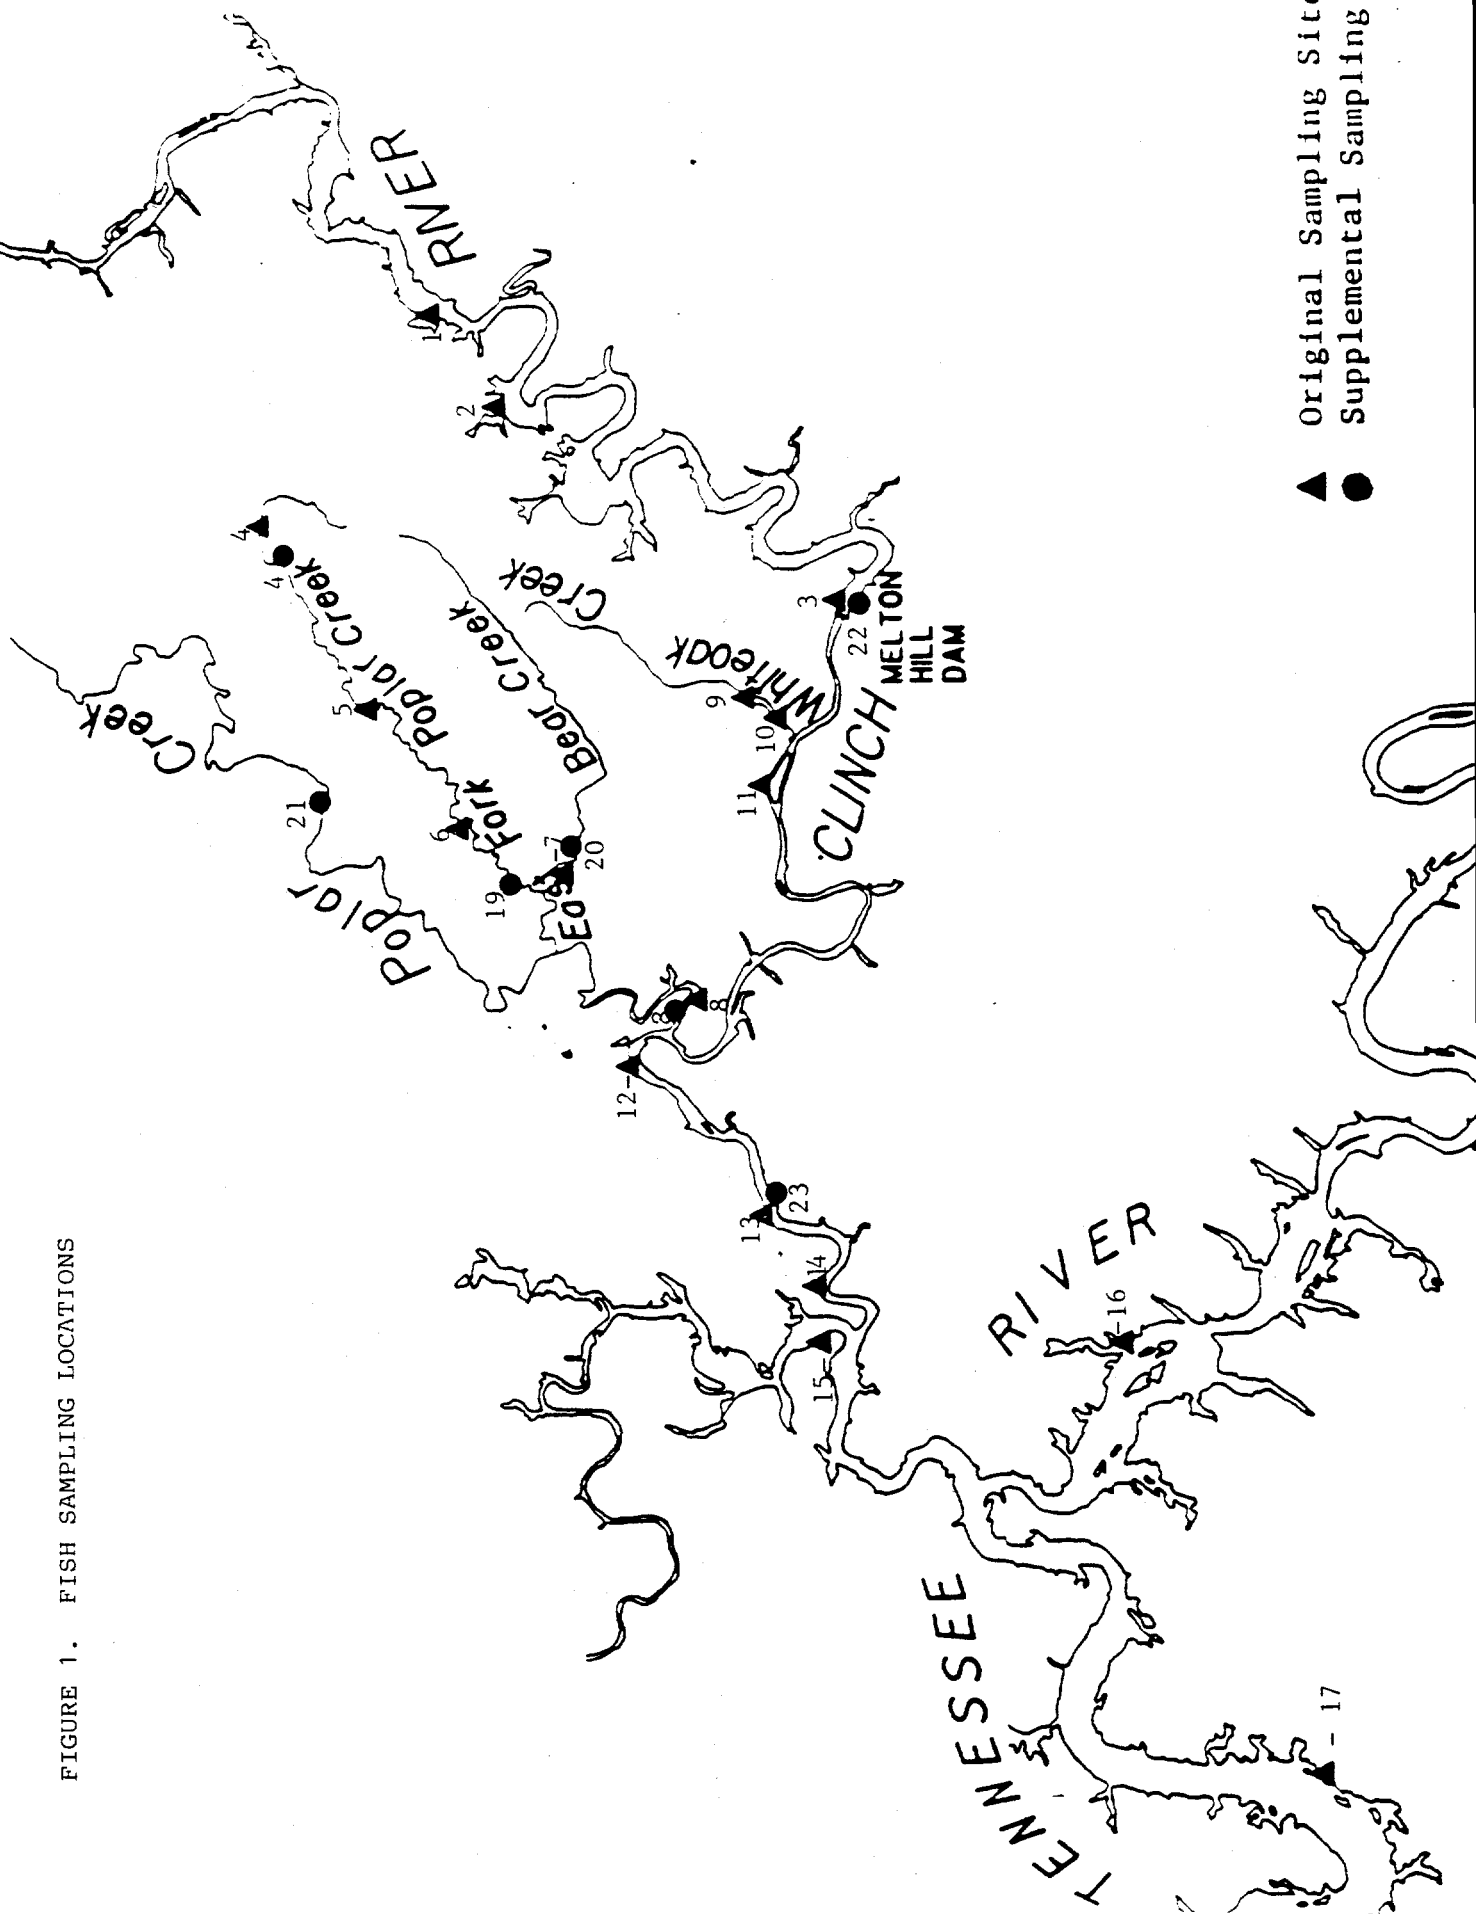 FIGURE 1. FISH SAMPLING LOCATIONS
RIVER
1
2
4
4
Creek
Poplar
21
5
6
East Fork Poplar Creek
19
7
20
Bear Creek
Whiteoak
Creek
9
10
11
3
22
MELTON
HILL
DAM
CLINCH
8
8
12
13
23
14
15
16
17
TENNESSEE
RIVER
Original Sampling Site
Supplemental Sampling